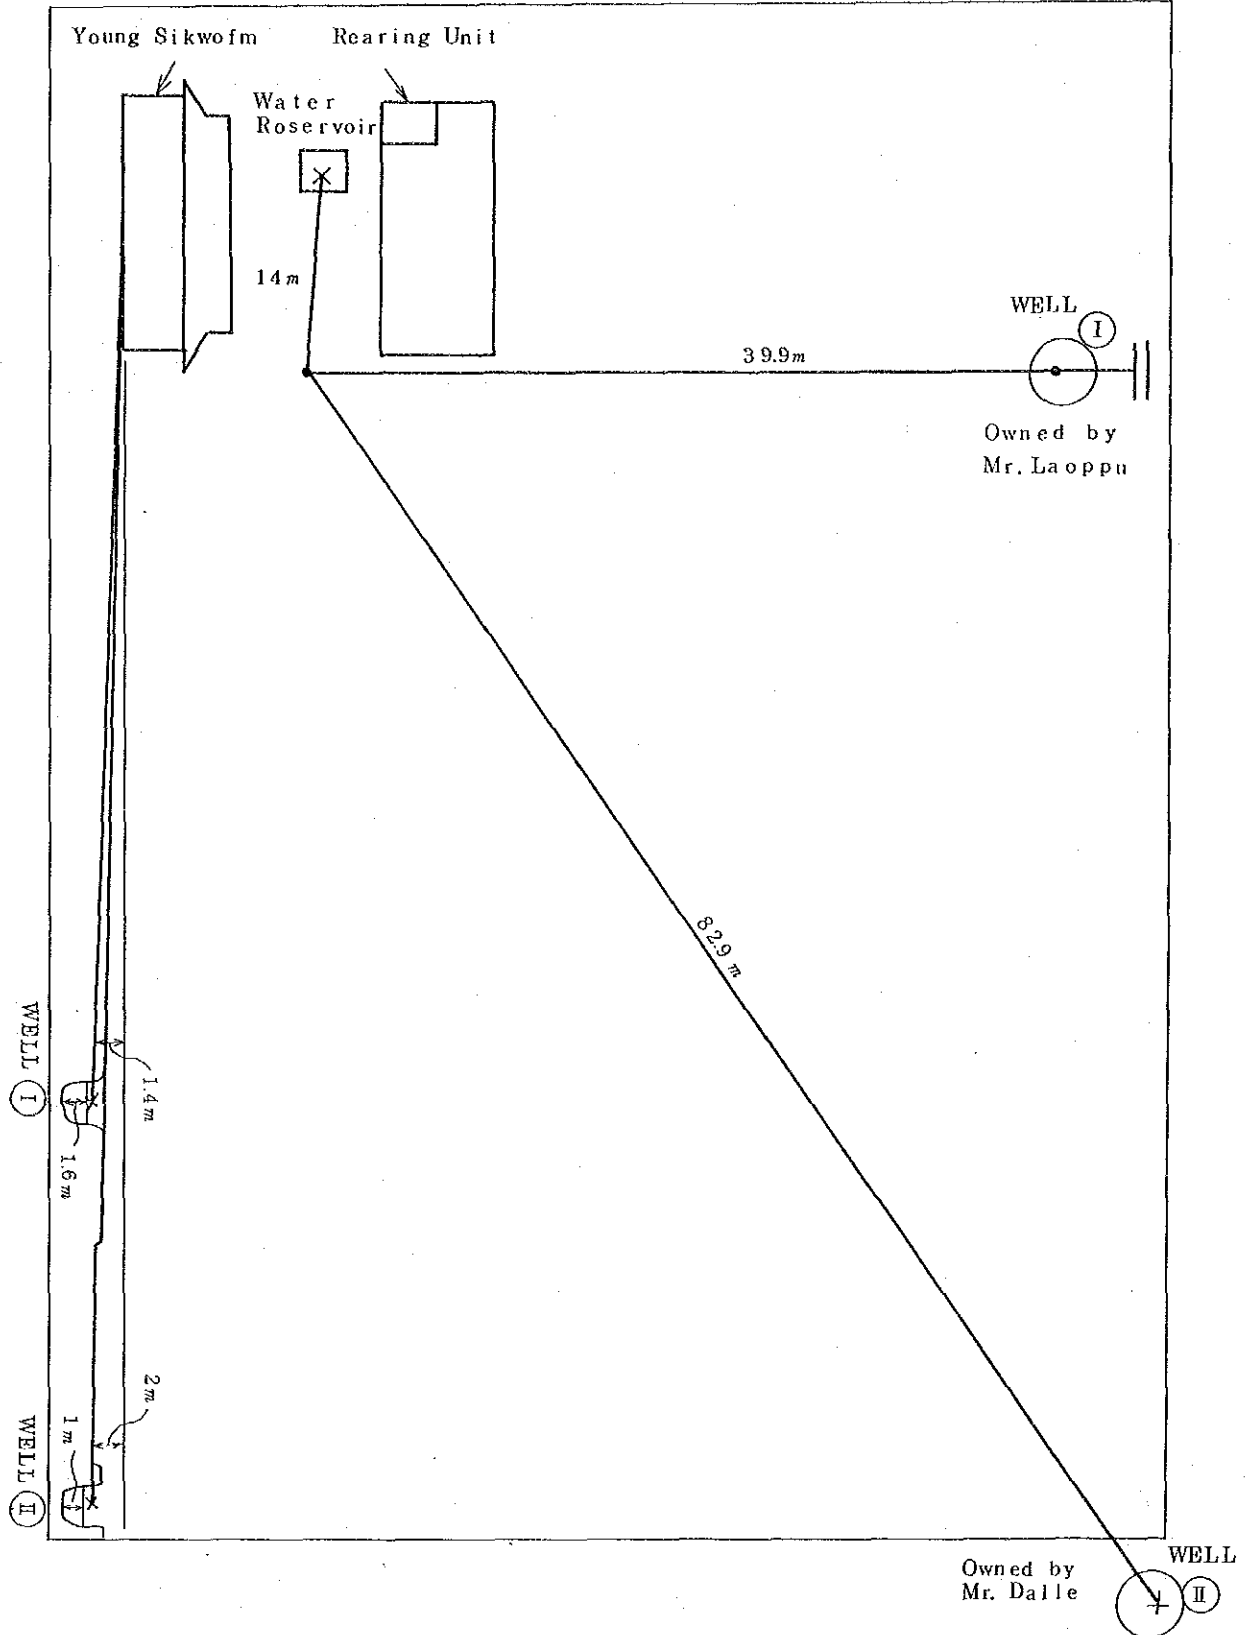 Young Sikwofm
Rearing Unit
Water
Roservoir
14m
WELL
I
39.9m
Owned by
Mr. Laoppu
82.9 m
WELL I
1.4m
1.6m
2m
1m
WELL II
Owned by
Mr. Dalle
WELL
II